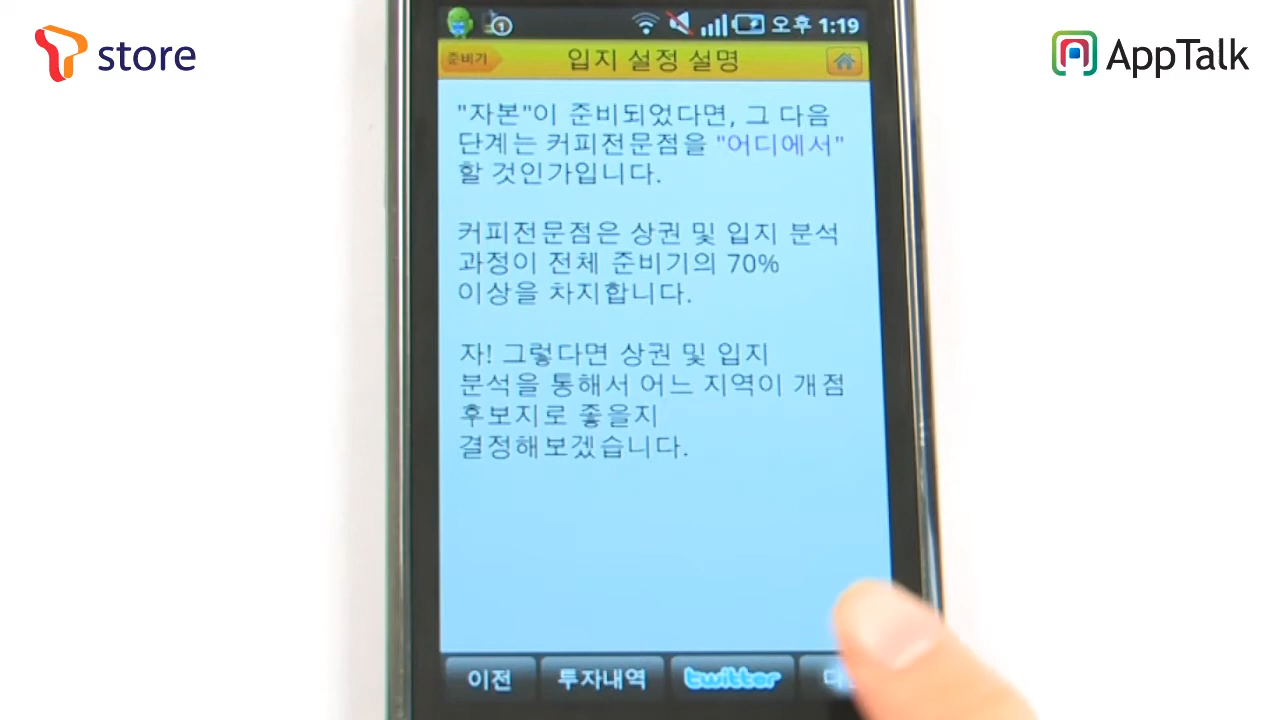 store
AppTalk
오후 1:19
준비기
입지 설정 설명
"자본"이 준비되었다면, 그 다음
단계는 커피전문점을 "어디에서"
할 것인가입니다.
커피전문점은 상권 및 입지 분석
과정이 전체 준비기의 70%
이상을 차지합니다.
자! 그렇다면 상권 및 입지
분석을 통해서 어느 지역이 개점
후보지로 좋을지
결정해보겠습니다.
이전
투자내역
twitter